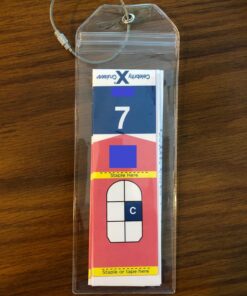 Celebrity X Cruises®
7
Staple here
C
Staple or tape here